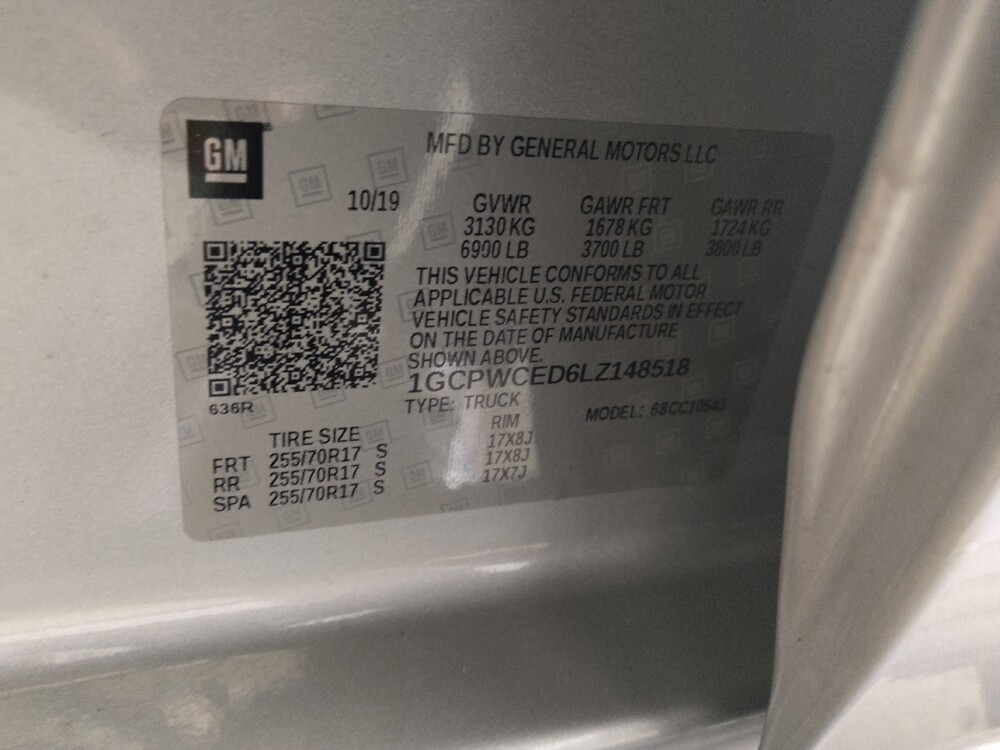 GM
MFD BY GENERAL MOTORS LLC
10/19 GVWR GAWR FRT GAWR RR
3130 KG 1678 KG 1724 KG
6900 LB 3700 LB 3800 LB
THIS VEHICLE CONFORMS TO ALL
APPLICABLE U.S. FEDERAL MOTOR
VEHICLE SAFETY STANDARDS IN EFFECT
ON THE DATE OF MANUFACTURE
SHOWN ABOVE.
1GCPWCED6LZ148518
636R
TYPE: TRUCK MODEL: 68CC10543
TIRE SIZE RIM
FRT 255/70R17 S 17X8J
RR 255/70R17 S 17X8J
SPA 255/70R17 S 17X7J